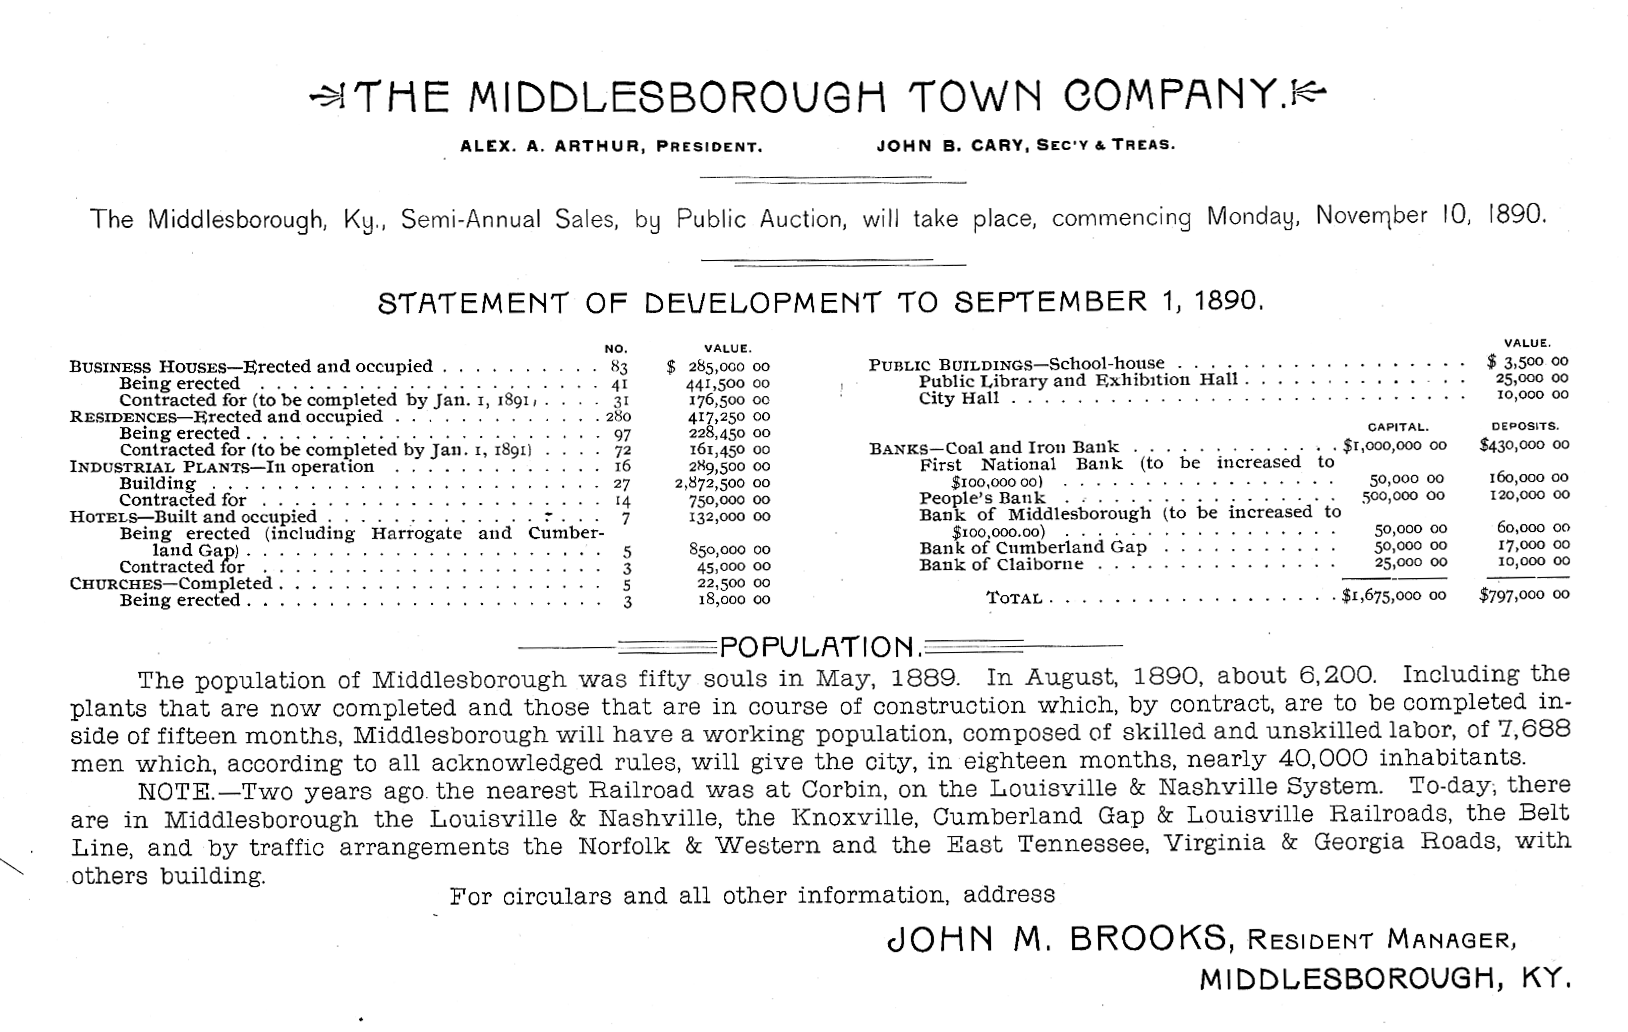 THE MIDDLESBOROUGH TOWN COMPANY.
ALEX. A. ARTHUR, PRESIDENT. JOHN B. CARY, SEC'Y & TREAS.
The Middlesborough, Ky., Semi-Annual Sales, by Public Auction, will take place, commencing Monday, November 10, 1890.
STATEMENT OF DEVELOPMENT TO SEPTEMBER 1, 1890.
NO. VALUE.
BUSINESS HOUSES—Erected and occupied . . . . . . . . . . 83 $ 285,000 00
Being erected . . . . . . . . . . . . . . . . . . . . . 41 441,500 00
Contracted for (to be completed by Jan. 1, 1891) . . . . 31 176,500 00
RESIDENCES—Erected and occupied . . . . . . . . . . . . . 280 417,250 00
Being erected . . . . . . . . . . . . . . . . . . . . . 97 228,450 00
Contracted for (to be completed by Jan. 1, 1891) . . . . 72 161,450 00
INDUSTRIAL PLANTS—In operation . . . . . . . . . . . . . 16 289,500 00
Building . . . . . . . . . . . . . . . . . . . . . . . . 27 2,872,500 00
Contracted for . . . . . . . . . . . . . . . . . . . . . 14 750,000 00
HOTELS—Built and occupied . . . . . . . . . . . . . . . . 7 132,000 00
Being erected (including Harrogate and Cumber-
land Gap) . . . . . . . . . . . . . . . . . . . . . . 5 850,000 00
Contracted for . . . . . . . . . . . . . . . . . . . . . 3 45,000 00
CHURCHES—Completed . . . . . . . . . . . . . . . . . . . 5 22,500 00
Being erected . . . . . . . . . . . . . . . . . . . . . 3 18,000 00
VALUE.
PUBLIC BUILDINGS—School-house . . . . . . . . . . . . . . . . . $ 3,500 00
Public Library and Exhibition Hall . . . . . . . . . . . . . 25,000 00
City Hall . . . . . . . . . . . . . . . . . . . . . . . . . . 10,000 00
CAPITAL. DEPOSITS.
BANKS—Coal and Iron Bank . . . . . . . . . . . . $1,000,000 00 $430,000 00
First National Bank (to be increased to
$100,000 00) . . . . . . . . . . . . . . . . . 50,000 00 160,000 00
People's Bank . . . . . . . . . . . . . . . . . 500,000 00 120,000 00
Bank of Middlesborough (to be increased to
$100,000.00) . . . . . . . . . . . . . . . . . 50,000 00 60,000 00
Bank of Cumberland Gap . . . . . . . . . . . 50,000 00 17,000 00
Bank of Claiborne . . . . . . . . . . . . . . . 25,000 00 10,000 00
TOTAL . . . . . . . . . . . . . . . . . . $1,675,000 00 $797,000 00
POPULATION.
The population of Middlesborough was fifty souls in May, 1889. In August, 1890, about 6,200. Including the
plants that are now completed and those that are in course of construction which, by contract, are to be completed in-
side of fifteen months, Middlesborough will have a working population, composed of skilled and unskilled labor, of 7,688
men which, according to all acknowledged rules, will give the city, in eighteen months, nearly 40,000 inhabitants.
NOTE.—Two years ago the nearest Railroad was at Corbin, on the Louisville & Nashville System. To-day, there
are in Middlesborough the Louisville & Nashville, the Knoxville, Cumberland Gap & Louisville Railroads, the Belt
Line, and by traffic arrangements the Norfolk & Western and the East Tennessee, Virginia & Georgia Roads, with
others building.
For circulars and all other information, address
JOHN M. BROOKS, RESIDENT MANAGER,
MIDDLESBOROUGH, KY.